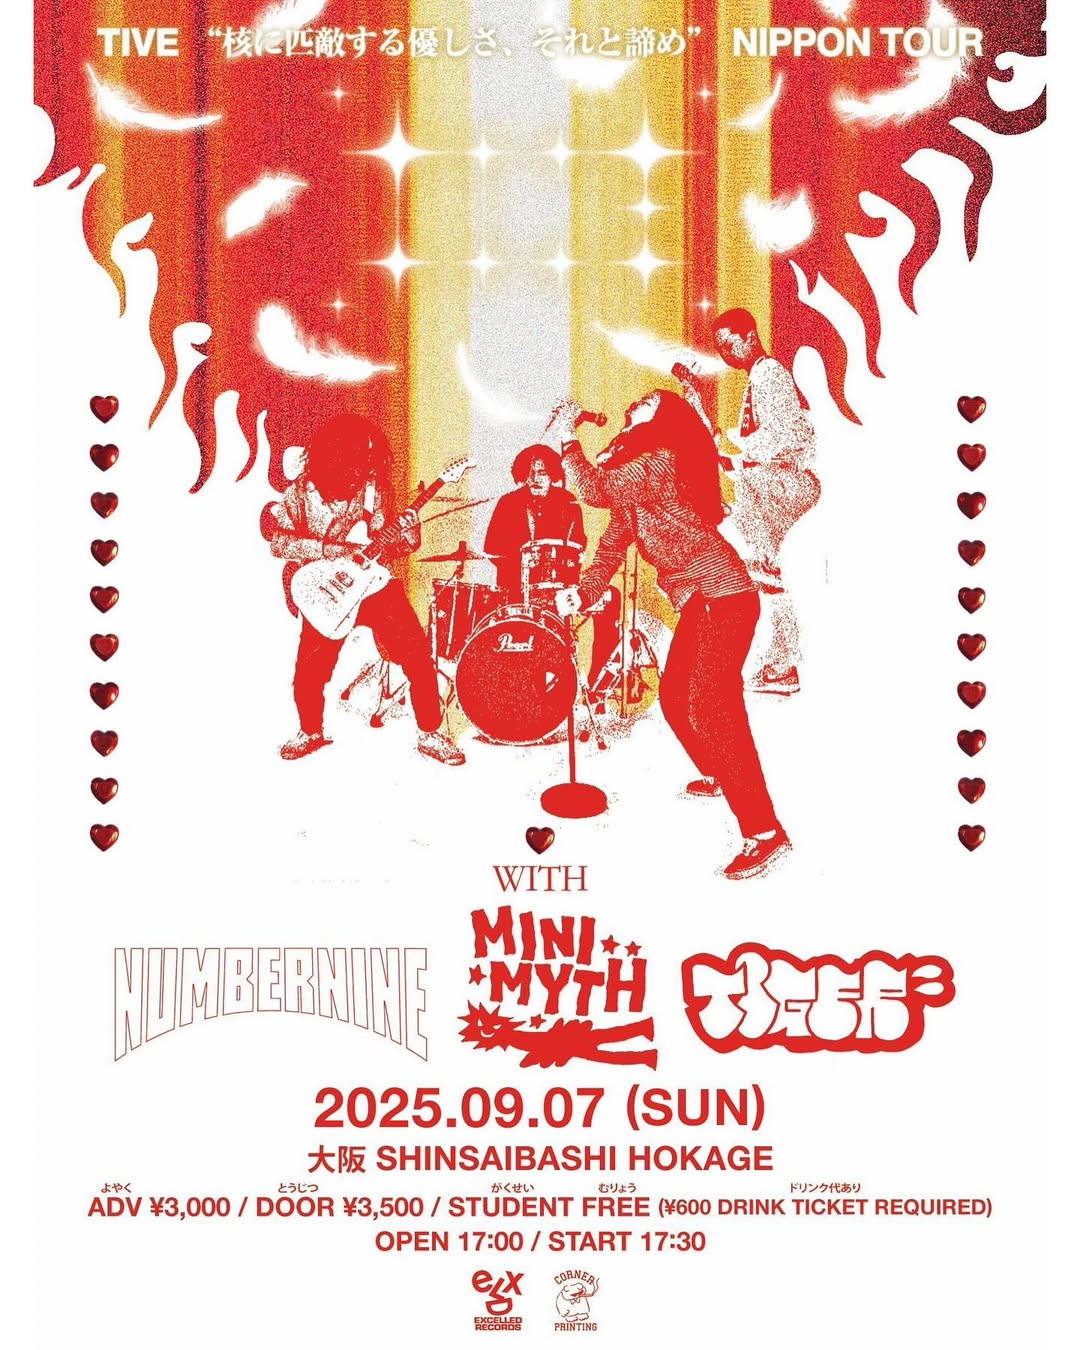 TIVE “核に匹敵する優しさ、それと諦め” NIPPON TOUR
Pearl
WITH
NUMBERNINE
MINI MYTH
TIGER
2025.09.07 (SUN)
大阪 SHINSAIBASHI HOKAGE
よやく とうじつ がくせい むりょう ドリンク代あり
ADV ¥3,000 / DOOR ¥3,500 / STUDENT FREE (¥600 DRINK TICKET REQUIRED)
OPEN 17:00 / START 17:30
EXCELLED RECORDS
CORNER PRINTING